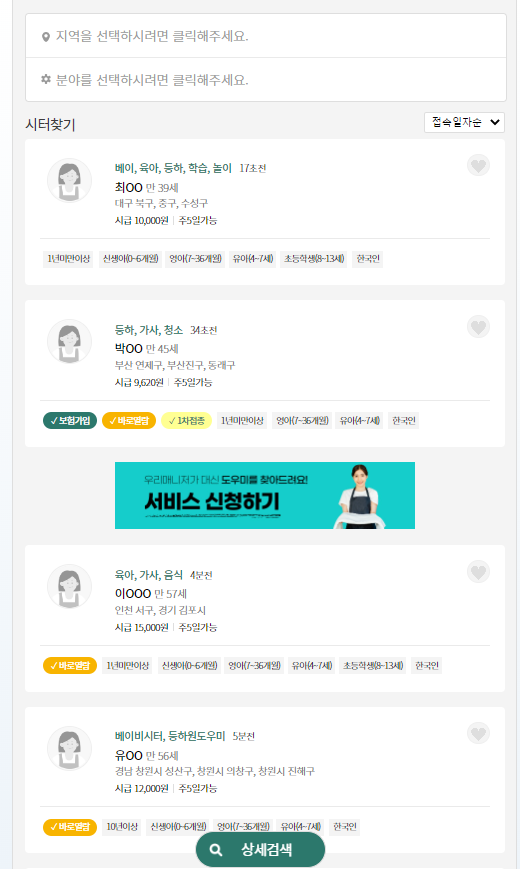 지역을 선택하시려면 클릭해주세요.
분야를 선택하시려면 클릭해주세요.
시터찾기
접속일자순
베이, 육아, 등하, 학습, 놀이 17초전
최OO 만 39세
대구 북구, 중구, 수성구
시급 10,000원 | 주5일가능
1년미만이상 신생아(0~6개월) 영아(7~36개월) 유아(4~7세) 초등학생(8~13세) 한국인
등하, 가사, 청소 34초전
박OO 만 45세
부산 연제구, 부산진구, 동래구
시급 9,620원 | 주5일가능
✓ 보험가입 ✓ 바로열람 ✓ 1차접종 1년미만이상 영아(7~36개월) 유아(4~7세) 한국인
우리매니저가 대신 도우미를 찾아드려요!
서비스 신청하기
육아, 가사, 음식 4분전
이OOO 만 57세
인천 서구, 경기 김포시
시급 15,000원 | 주5일가능
✓ 바로열람 1년미만이상 신생아(0~6개월) 영아(7~36개월) 유아(4~7세) 초등학생(8~13세) 한국인
베이비시터, 등하원도우미 5분전
유OO 만 56세
경남 창원시 성산구, 창원시 의창구, 창원시 진해구
시급 12,000원 | 주5일가능
✓ 바로열람 10년이상 신생아(0~6개월) 영아(7~36개월) 유아(4~7세) 한국인
상세검색